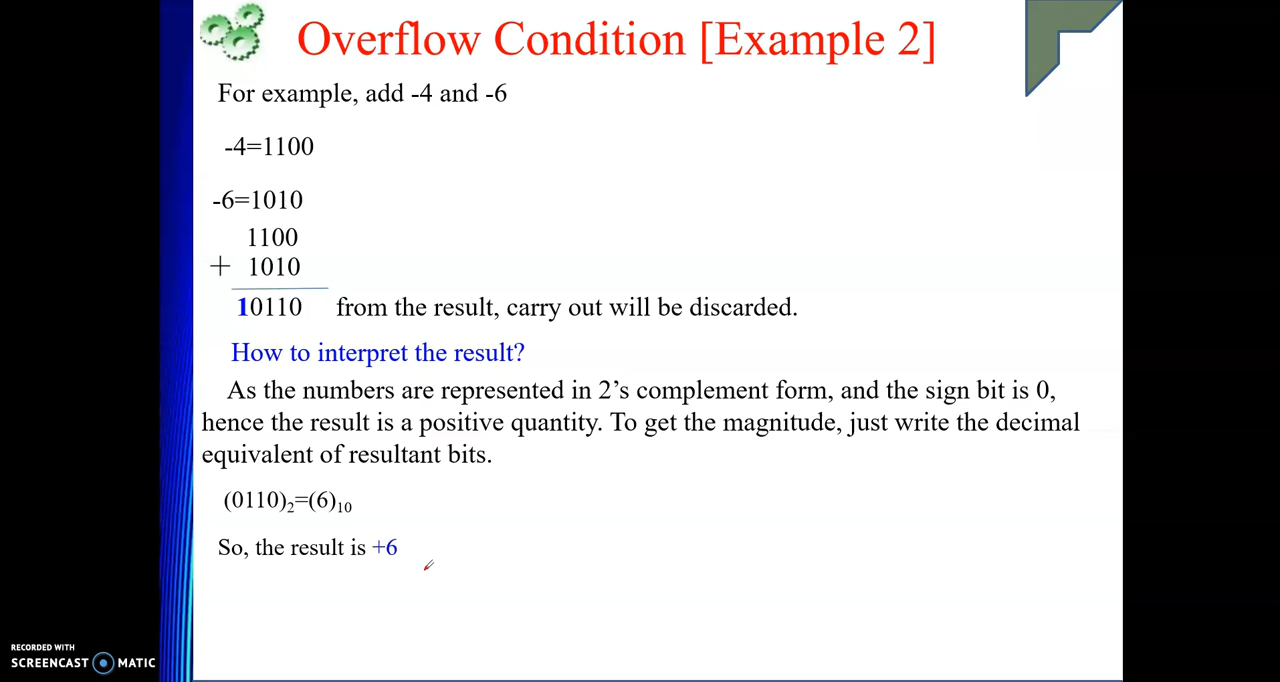 Overflow Condition [Example 2]
For example, add -4 and -6
-4=1100
-6=1010
1100
+ 1010
10110 from the result, carry out will be discarded.
How to interpret the result?
As the numbers are represented in 2’s complement form, and the sign bit is 0,
hence the result is a positive quantity. To get the magnitude, just write the decimal
equivalent of resultant bits.
(0110)₂=(6)₁₀
So, the result is +6
RECORDED WITH
SCREENCAST MATIC